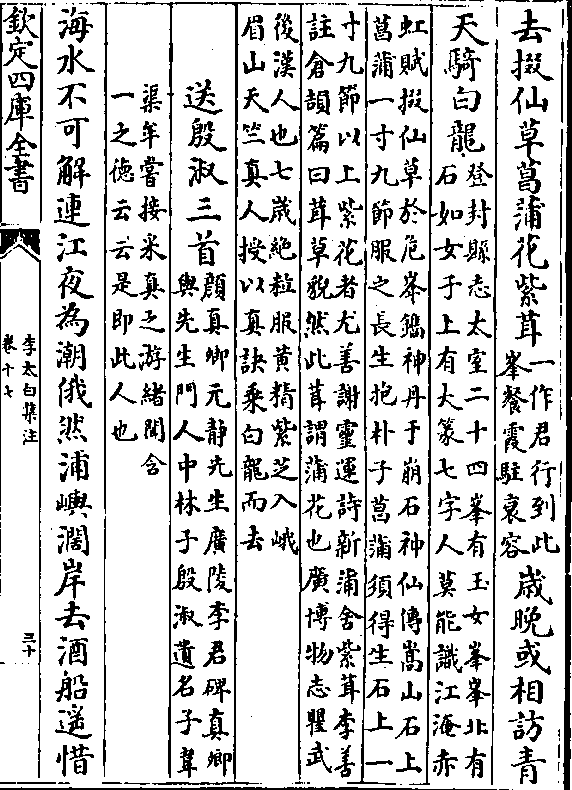 去掇仙草菖蒲花紫茸一作君行到此峯餐霞駐衰容歳晚或相訪青
天騎白龍登封縣志太室二十四峯有玉女峯峯北有石如女子上有大篆七字人莫能識江淹赤
虹賦掇仙草於危峯鐫神丹于崩石神仙傳嵩山石上菖蒲一寸九節服之長生抱朴子菖蒲須得生石上一
寸九節以上紫花者尤善謝靈運詩新蒲含紫茸李善註倉頡篇曰茸草貌然此茸謂蒲花也廣博物志瞿武
後漢人也七歳絶粒服黃精紫芝入峨眉山天竺真人授以真訣乘白龍而去
送殷淑三首顔真卿元靜先生廣陵李君碑真卿與先生門人中林子殷淑遺名子韋
渠牟嘗接采真之游緒聞含一之德云云是即此人也
海水不可解連江夜為潮俄然浦嶼濶岸去酒船遥惜
欽定四庫全書
李太白集注
卷十七
三十